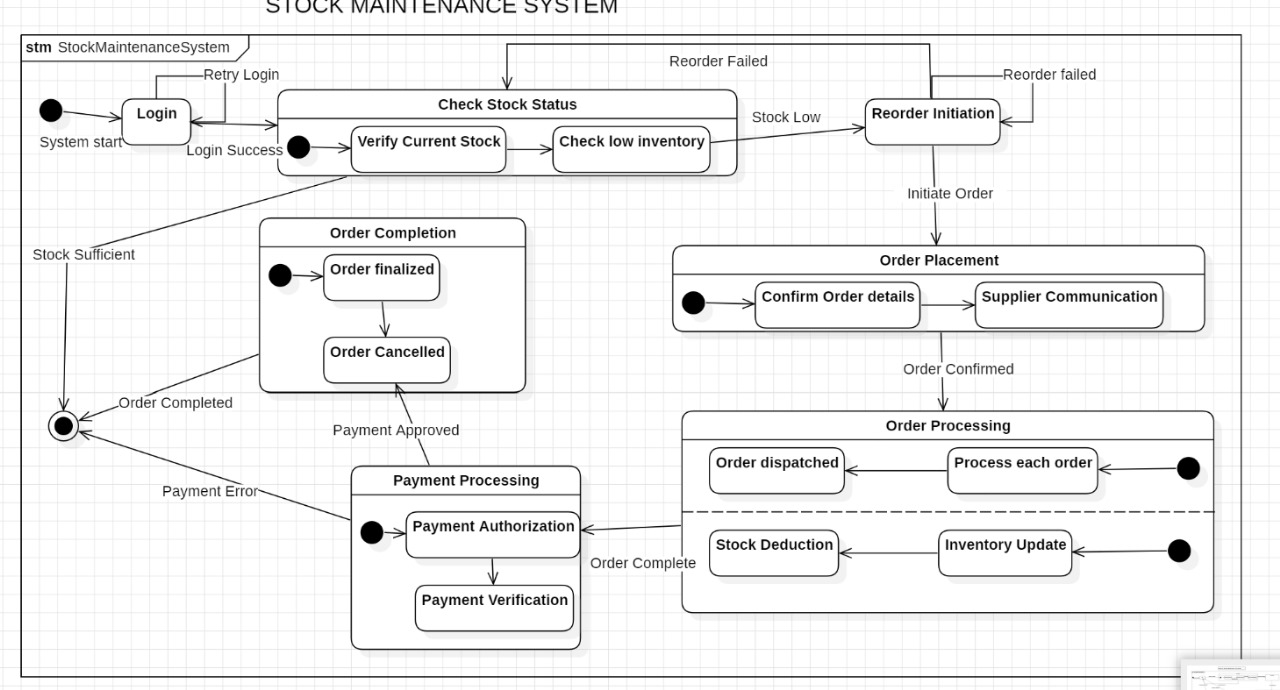 STOCK MAINTENANCE SYSTEM
stm StockMaintenanceSystem
Retry Login
Login
System start
Login Success
Check Stock Status
Verify Current Stock
Check low inventory
Reorder Failed
Stock Low
Reorder Initiation
Reorder failed
Initiate Order
Stock Sufficient
Order Completion
Order finalized
Order Cancelled
Order Placement
Confirm Order details
Supplier Communication
Order Confirmed
Order Completed
Payment Approved
Order Processing
Order dispatched
Process each order
Stock Deduction
Inventory Update
Payment Error
Payment Processing
Payment Authorization
Payment Verification
Order Complete